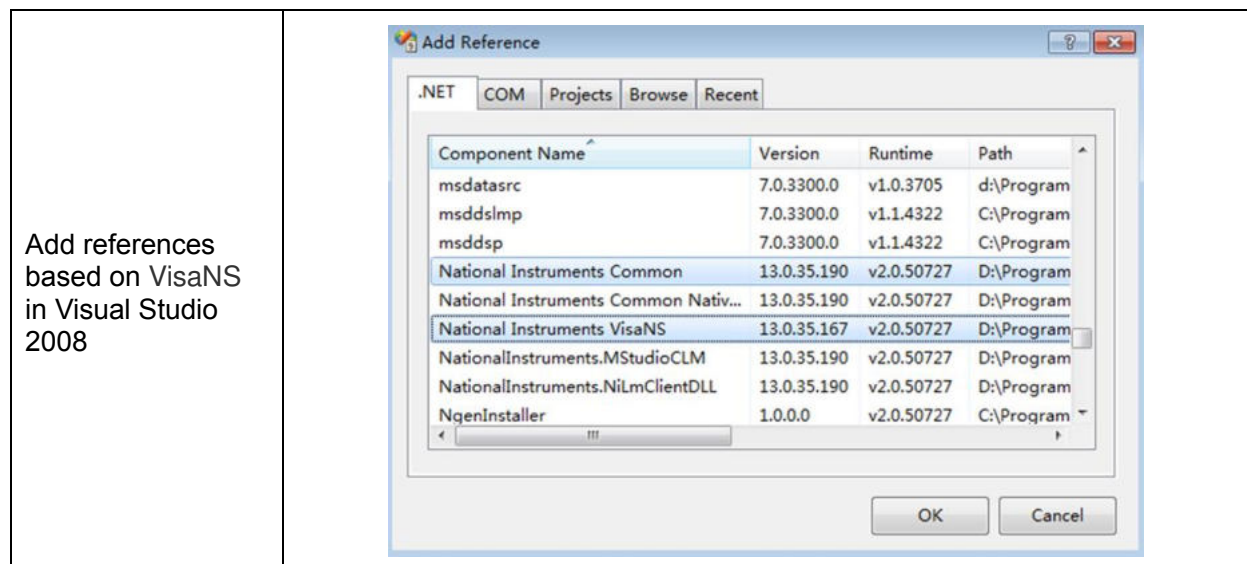 Add references
based on VisaNS
in Visual Studio
2008
Add Reference
.NET COM Projects Browse Recent
Component Name Version Runtime Path
msdatasrc 7.0.3300.0 v1.0.3705 d:\Program
msddslmp 7.0.3300.0 v1.1.4322 C:\Program
msddsp 7.0.3300.0 v1.1.4322 C:\Program
National Instruments Common 13.0.35.190 v2.0.50727 D:\Program
National Instruments Common Nativ... 13.0.35.190 v2.0.50727 D:\Program
National Instruments VisaNS 13.0.35.167 v2.0.50727 D:\Program
NationalInstruments.MStudioCLM 13.0.35.190 v2.0.50727 D:\Program
NationalInstruments.NiLmClientDLL 13.0.35.190 v2.0.50727 D:\Program
NgenInstaller 1.0.0.0 v2.0.50727 C:\Program
OK Cancel